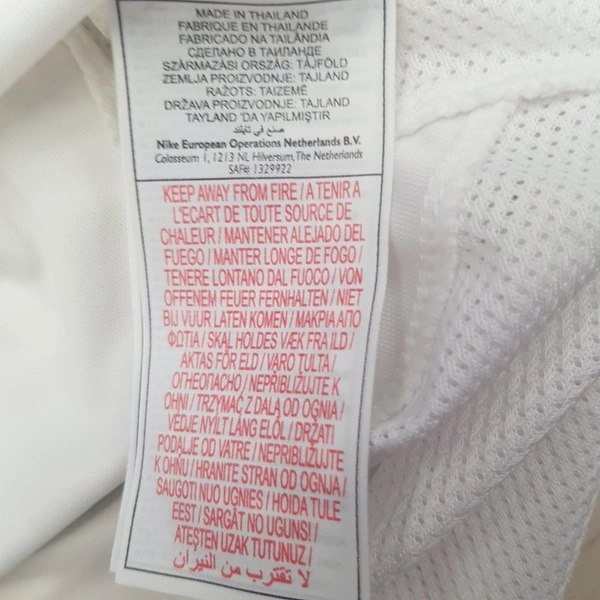 MADE IN THAILAND
FABRIQUE EN THAILANDE
FABRICADO NA TAILÂNDIA
СДЕЛАНО В ТАИЛАНДЕ
SZÁRMAZÁSI ORSZÁG: TÁJFÖLD
ZEMLJA PROIZVODNJE: TAJLAND
RAŽOTS: TAIZEMĒ
DRŽAVA PROIZVODNJE: TAJLAND
TAYLAND 'DA YAPILMIŞTIR
صنع في تايلند
Nike European Operations Netherlands B.V.
Colosseum 1, 1213 NL Hilversum, The Netherlands
SAF# 1329922
KEEP AWAY FROM FIRE / A TENIR A
L'ECART DE TOUTE SOURCE DE
CHALEUR / MANTENER ALEJADO DEL
FUEGO / MANTER LONGE DE FOGO /
TENERE LONTANO DAL FUOCO / VON
OFFENEM FEUER FERNHALTEN / NIET
BIJ VUUR LATEN KOMEN / ΜΑΚΡΙΑ ΑΠΟ
ΦΩΤΙΑ / SKAL HOLDES VÆK FRA ILD /
AKTAS FÖR ELD / VARO TULTA /
ОГНЕОПАСНО / NEPŘIBLIŽUJTE K
OHNI / TRZYMAĆ Z DALA OD OGNIA /
VÉDJE NYÍLT LÁNG ELŐL / DRŽATI
PODALJE OD VATRE / NEPRIBLIŽUJTE
K OHŇU / HRANITE STRAN OD OGNJA /
SAUGOTI NUO UGNIES / HOIDA TULE
EEST / SARGĀT NO UGUNS! /
ATEŞTEN UZAK TUTUNUZ /
لا تقترب من النيران